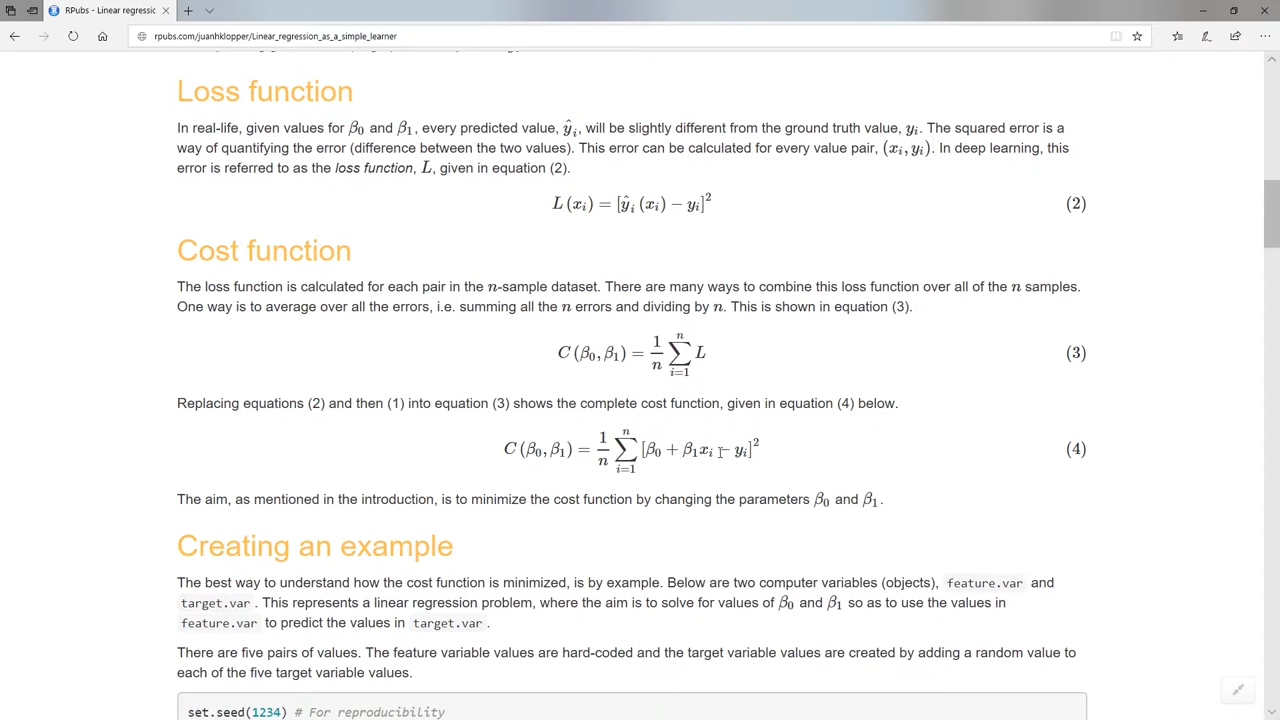 RPubs - Linear regressic
rpubs.com/juanhklopper/Linear_regression_as_a_simple_learner
Loss function
In real-life, given values for β₀ and β₁, every predicted value, ŷᵢ, will be slightly different from the ground truth value, yᵢ. The squared error is a
way of quantifying the error (difference between the two values). This error can be calculated for every value pair, (xᵢ, yᵢ). In deep learning, this
error is referred to as the loss function, L, given in equation (2).
L (xᵢ) = [ŷᵢ (xᵢ) − yᵢ]² (2)
Cost function
The loss function is calculated for each pair in the n-sample dataset. There are many ways to combine this loss function over all of the n samples.
One way is to average over all the errors, i.e. summing all the n errors and dividing by n. This is shown in equation (3).
C (β₀, β₁) = 1/n ∑ᵢ₌₁ⁿ L (3)
Replacing equations (2) and then (1) into equation (3) shows the complete cost function, given in equation (4) below.
C (β₀, β₁) = 1/n ∑ᵢ₌₁ⁿ [β₀ + β₁xᵢ − yᵢ]² (4)
The aim, as mentioned in the introduction, is to minimize the cost function by changing the parameters β₀ and β₁.
Creating an example
The best way to understand how the cost function is minimized, is by example. Below are two computer variables (objects), feature.var and
target.var. This represents a linear regression problem, where the aim is to solve for values of β₀ and β₁ so as to use the values in
feature.var to predict the values in target.var.
There are five pairs of values. The feature variable values are hard-coded and the target variable values are created by adding a random value to
each of the five target variable values.
set.seed(1234) # For reproducibility